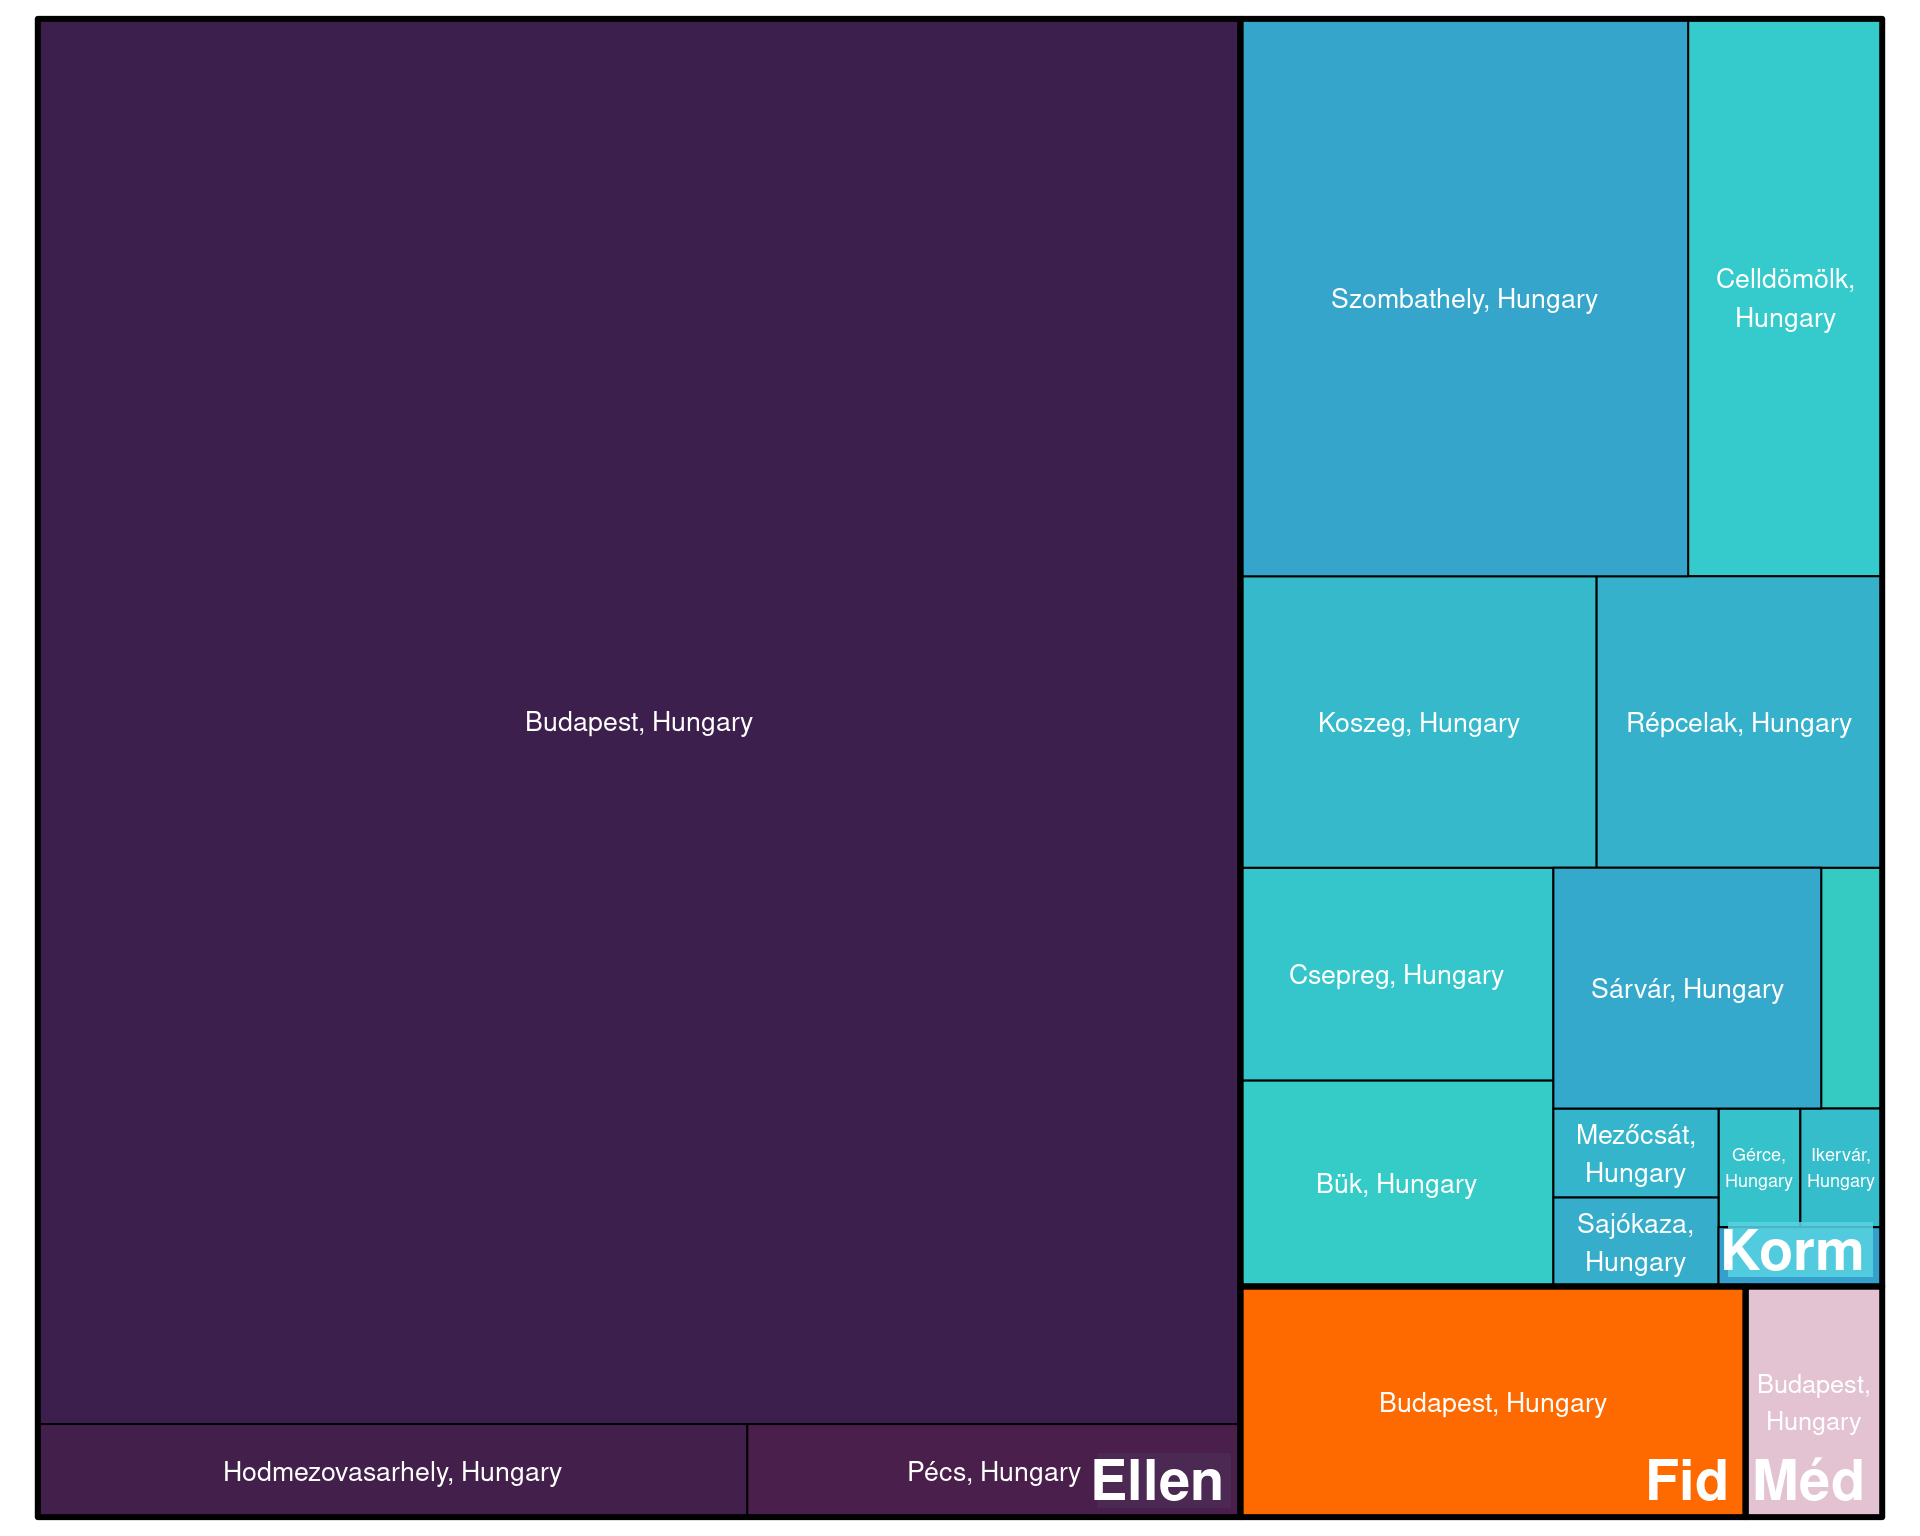 Budapest, Hungary
Hodmezovasarhely, Hungary
Pécs, Hungary
Ellen
Szombathely, Hungary
Celldömölk,
Hungary
Koszeg, Hungary
Répcelak, Hungary
Csepreg, Hungary
Sárvár, Hungary
Bük, Hungary
Mezőcsát,
Hungary
Gérce,
Hungary
Ikervár,
Hungary
Sajókaza,
Hungary
Korm
Budapest, Hungary
Fid
Budapest,
Hungary
Méd